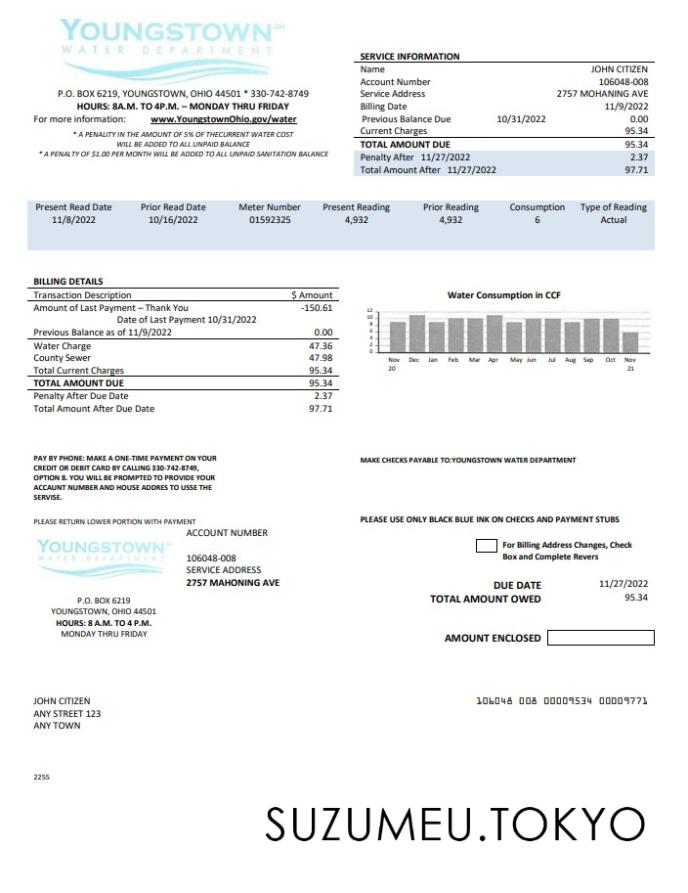 YOUNGSTOWN
WATER DEPARTMENT
P.O. BOX 6219, YOUNGSTOWN, OHIO 44501 * 330-742-8749
HOURS: 8A.M. TO 4P.M. – MONDAY THRU FRIDAY
For more information: www.YoungstownOhio.gov/water
* A PENALITY IN THE AMOUNT OF 5% OF THECURRENT WATER COST
WILL BE ADDED TO ALL UNPAID BALANCE
* A PENALTY OF $1.00 PER MONTH WILL BE ADDED TO ALL UNPAID SANITATION BALANCE
SERVICE INFORMATION
Name JOHN CITIZEN
Account Number 106048-008
Service Address 2757 MOHANING AVE
Billing Date 11/9/2022
Previous Balance Due 10/31/2022 0.00
Current Charges 95.34
TOTAL AMOUNT DUE 95.34
Penalty After 11/27/2022 2.37
Total Amount After 11/27/2022 97.71
Present Read Date Prior Read Date Meter Number Present Reading Prior Reading Consumption Type of Reading
11/8/2022 10/16/2022 01592325 4,932 4,932 6 Actual
BILLING DETAILS
Transaction Description $ Amount
Amount of Last Payment – Thank You -150.61
Date of Last Payment 10/31/2022
Previous Balance as of 11/9/2022 0.00
Water Charge 47.36
County Sewer 47.98
Total Current Charges 95.34
TOTAL AMOUNT DUE 95.34
Penalty After Due Date 2.37
Total Amount After Due Date 97.71
Water Consumption in CCF
12
10
8
6
4
2
0
Nov Dec Jan Feb Mar Apr May Jun Jul Aug Sep Oct Nov
20 21
PAY BY PHONE: MAKE A ONE-TIME PAYMENT ON YOUR
CREDIT OR DEBIT CARD BY CALLING 330-742-8749,
OPTION 8. YOU WILL BE PROMPTED TO PROVIDE YOUR
ACCAUNT NUMBER AND HOUSE ADDRES TO USSE THE
SERVISE.
MAKE CHECKS PAYABLE TO:YOUNGSTOWN WATER DEPARTMENT
PLEASE RETURN LOWER PORTION WITH PAYMENT
PLEASE USE ONLY BLACK BLUE INK ON CHECKS AND PAYMENT STUBS
YOUNGSTOWN
WATER DEPARTMENT
P.O. BOX 6219
YOUNGSTOWN, OHIO 44501
HOURS: 8 A.M. TO 4 P.M.
MONDAY THRU FRIDAY
ACCOUNT NUMBER
106048-008
SERVICE ADDRESS
2757 MAHONING AVE
For Billing Address Changes, Check
Box and Complete Revers
DUE DATE 11/27/2022
TOTAL AMOUNT OWED 95.34
AMOUNT ENCLOSED
JOHN CITIZEN
ANY STREET 123
ANY TOWN
106048 008 00009534 00009771
2255
SUZUMEU.TOKYO